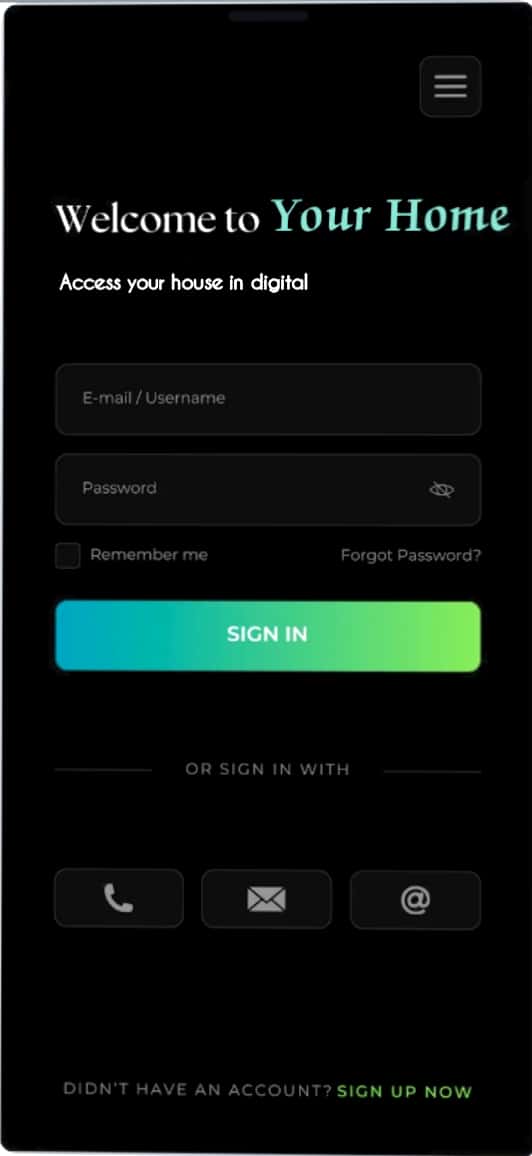 Welcome to Your Home
Access your house in digital
E-mail / Username
Password
Remember me Forgot Password?
SIGN IN
OR SIGN IN WITH
@
DIDN'T HAVE AN ACCOUNT? SIGN UP NOW